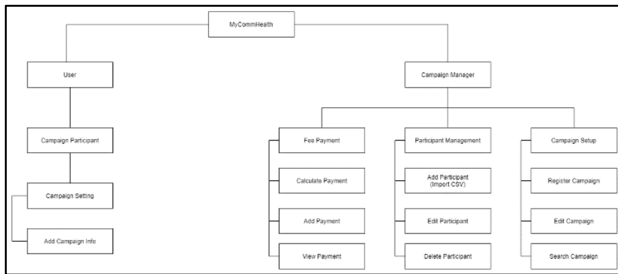 MyCommHealth
User
Campaign Manager
Campaign Participant
Fee Payment
Participant Management
Campaign Setup
Campaign Setting
Calculate Payment
Add Participant
(Import CSV)
Register Campaign
Add Campaign Info
Add Payment
Edit Participant
Edit Campaign
View Payment
Delete Participant
Search Campaign